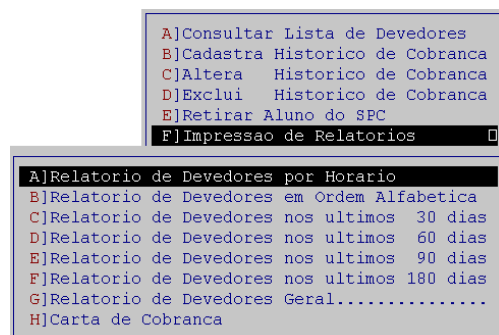 A]Consultar Lista de Devedores
B]Cadastra Historico de Cobranca
C]Altera   Historico de Cobranca
D]Exclui   Historico de Cobranca
E]Retirar Aluno do SPC
F]Impressao de Relatorios
A]Relatorio de Devedores por Horario
B]Relatorio de Devedores em Ordem Alfabetica
C]Relatorio de Devedores nos ultimos  30 dias
D]Relatorio de Devedores nos ultimos  60 dias
E]Relatorio de Devedores nos ultimos  90 dias
F]Relatorio de Devedores nos ultimos 180 dias
G]Relatorio de Devedores Geral...............
H]Carta de Cobranca